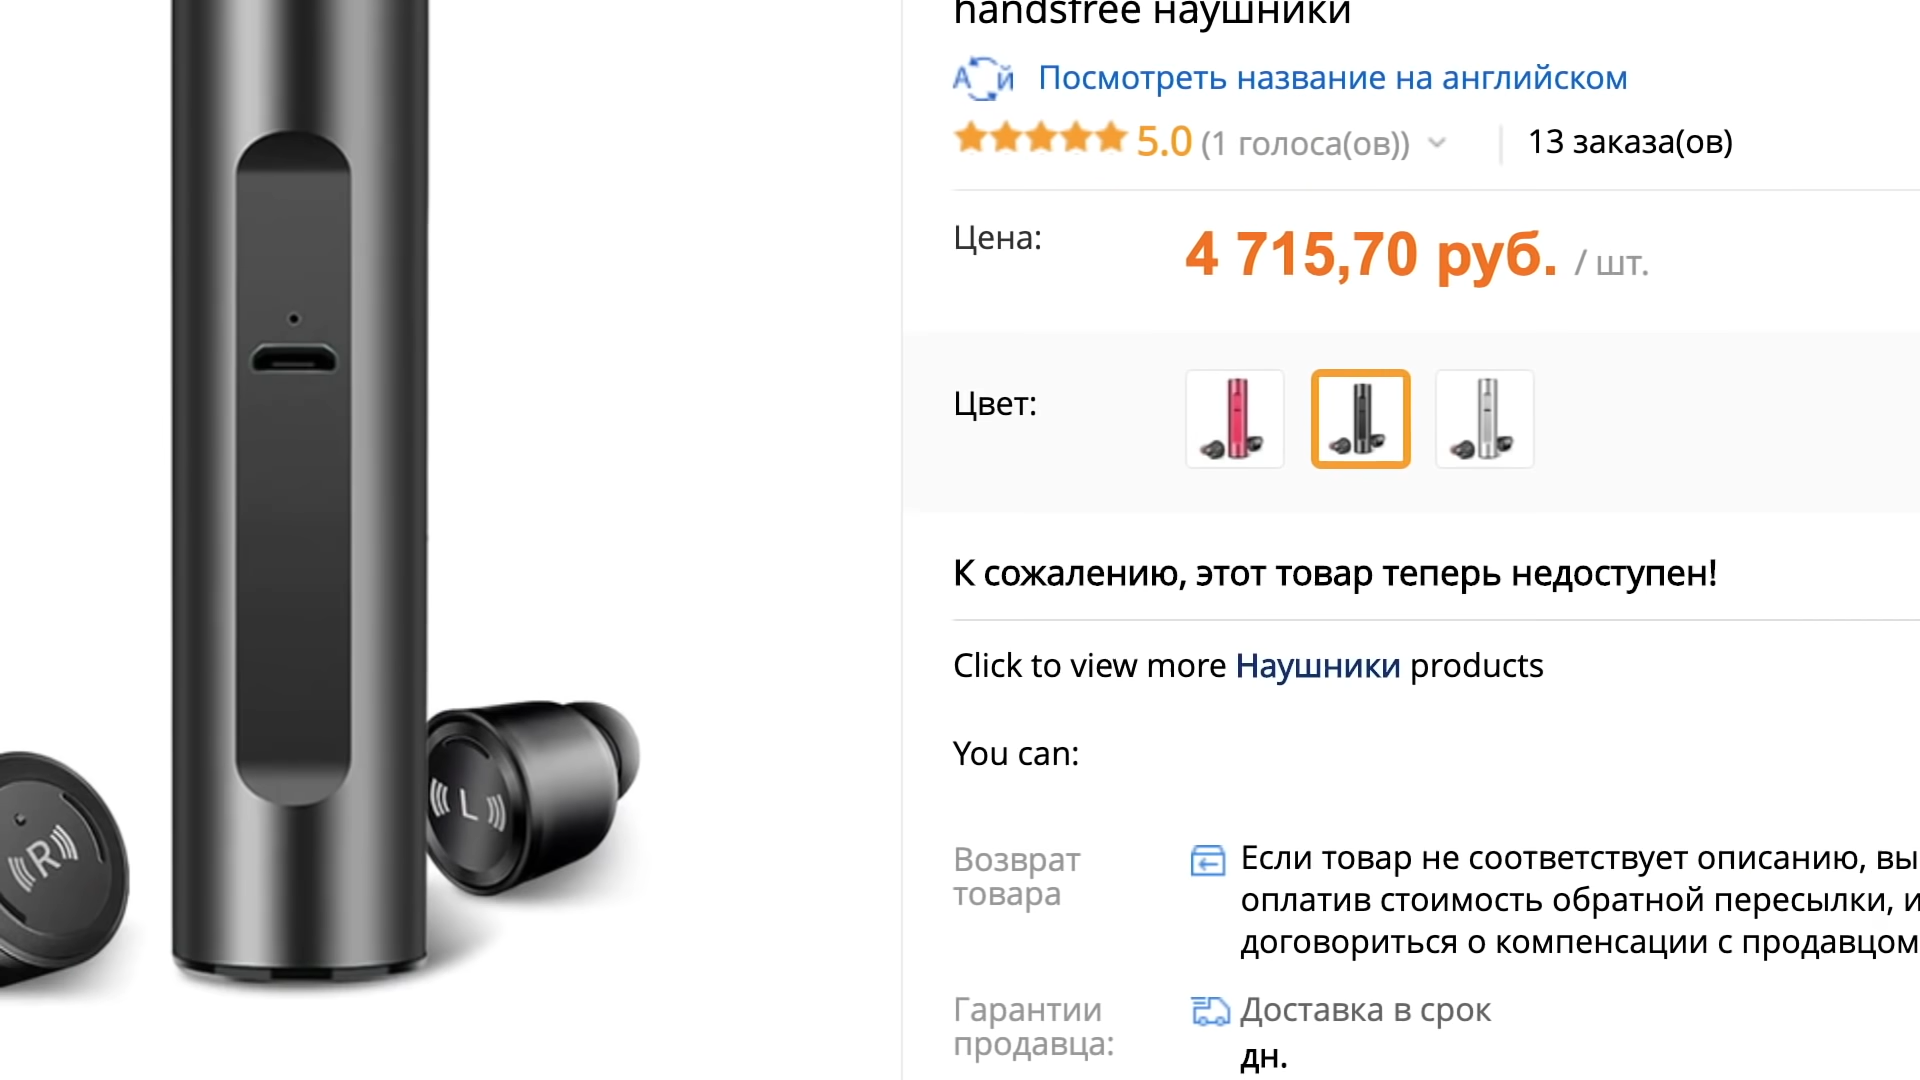 handsfree наушники
Посмотреть название на английском
5.0 (1 голоса(ов))
13 заказа(ов)
Цена:
4 715,70 руб. / шт.
Цвет:
К сожалению, этот товар теперь недоступен!
Click to view more Наушники products
You can:
Возврат
товара
Если товар не соответствует описанию, вы
оплатив стоимость обратной пересылки, и
договориться о компенсации с продавцом
Гарантии
продавца:
Доставка в срок
дн.
L
R